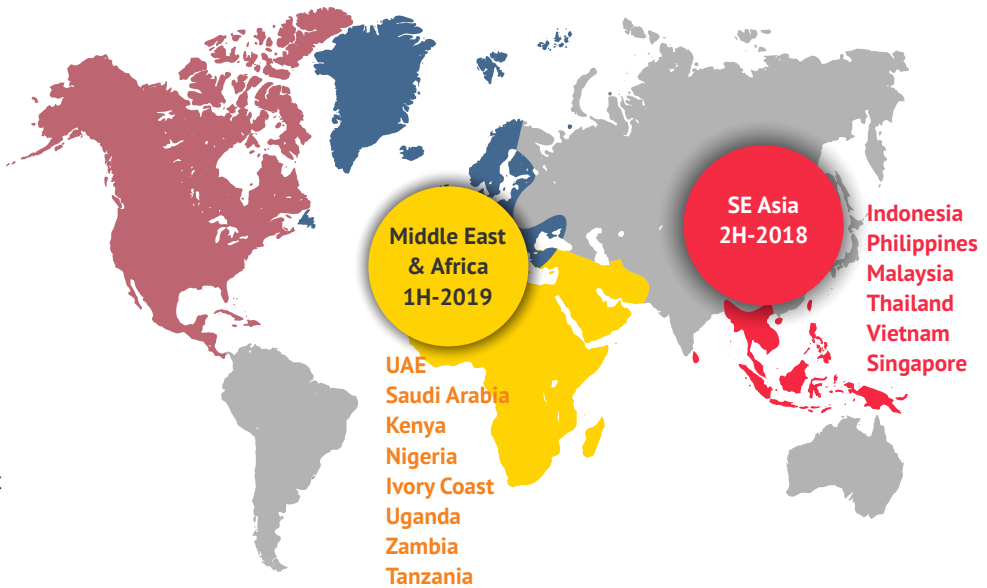 Middle East
& Africa
1H-2019
UAE
Saudi Arabia
Kenya
Nigeria
Ivory Coast
Uganda
Zambia
Tanzania
SE Asia
2H-2018
Indonesia
Philippines
Malaysia
Thailand
Vietnam
Singapore